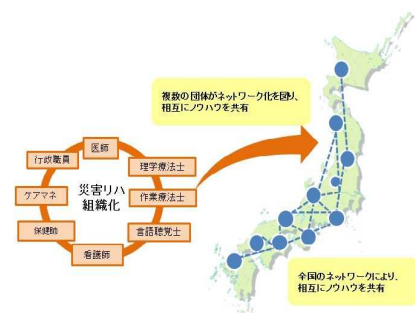 複数の団体がネットワーク化を図り、
相互にノウハウを共有
医師
行政職員
理学療法士
ケアマネ
災害リハ
組織化
作業療法士
保健師
言語聴覚士
看護師
全国のネットワークにより、
相互にノウハウを共有